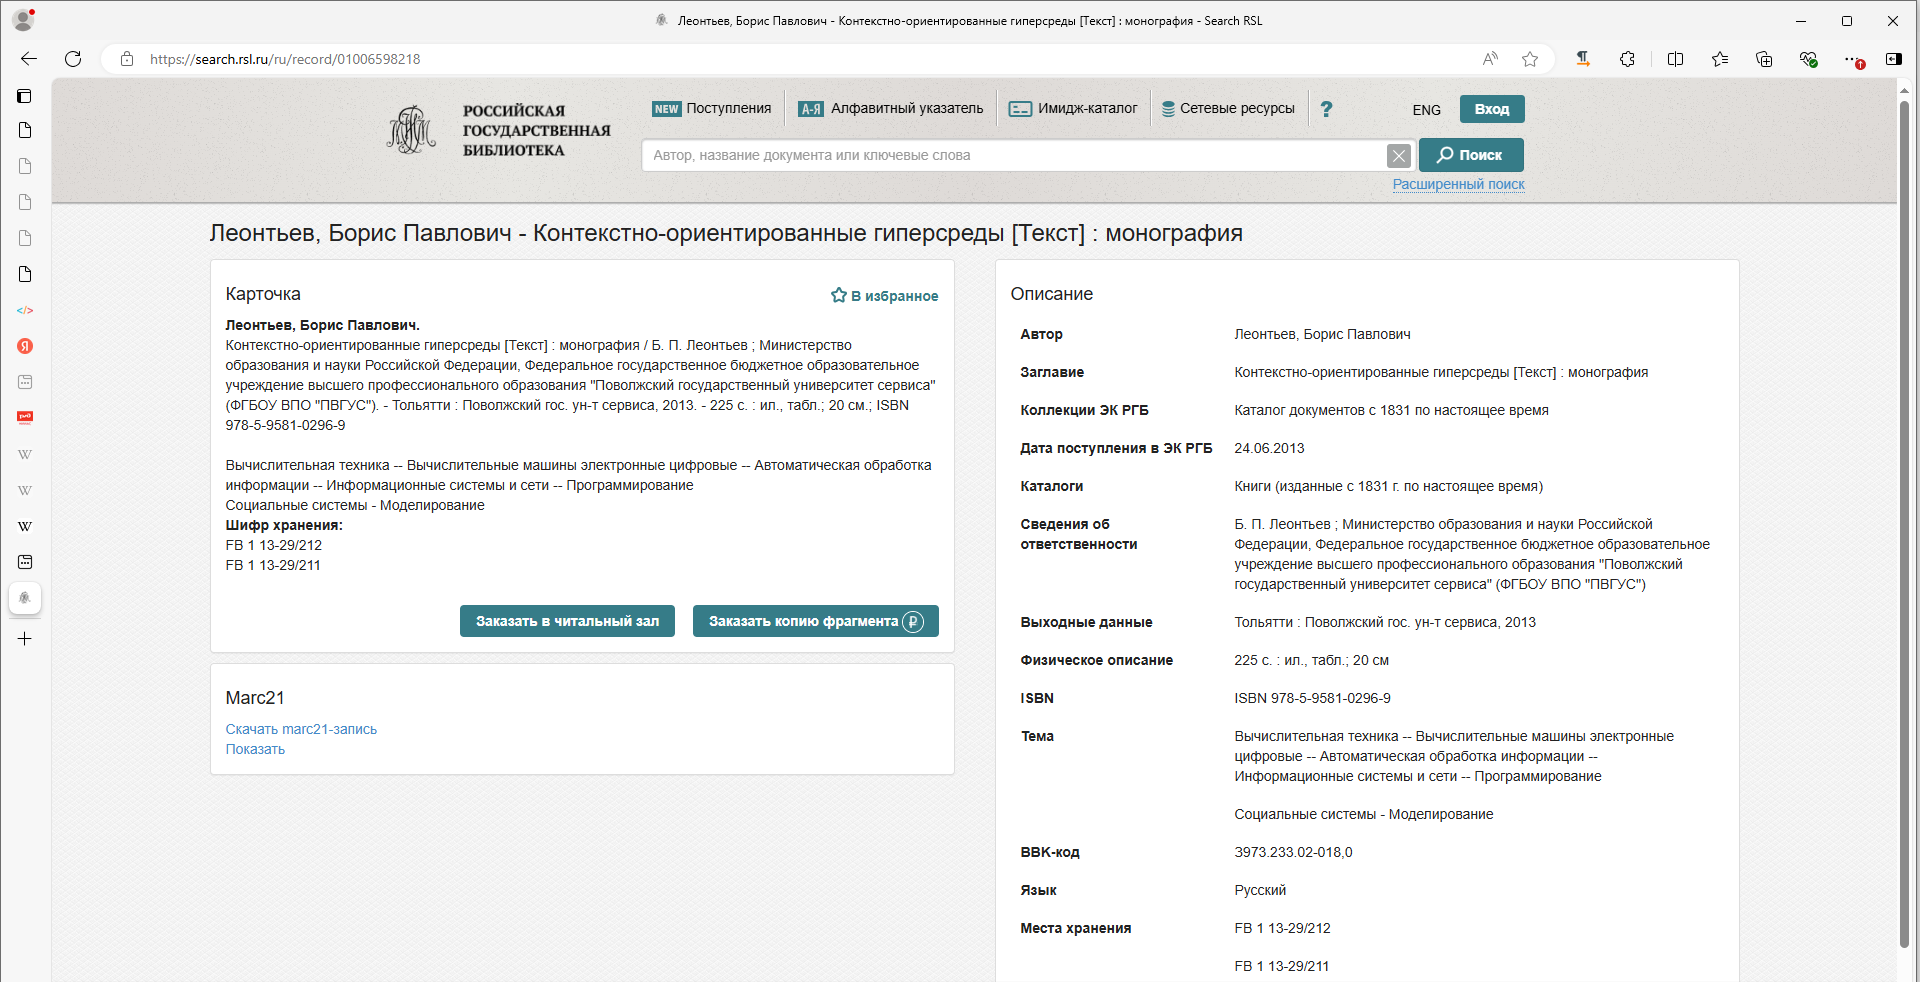 Леонтьев, Борис Павлович - Контекстно-ориентированные гиперсреды [Текст] : монография - Search RSL
https://search.rsl.ru/ru/record/01006598218
РОССИЙСКАЯ
ГОСУДАРСТВЕННАЯ
БИБЛИОТЕКА
NEW Поступления
А-Я Алфавитный указатель
Имидж-каталог
Сетевые ресурсы
?
ENG
Вход
Автор, название документа или ключевые слова
Поиск
Расширенный поиск
Леонтьев, Борис Павлович - Контекстно-ориентированные гиперсреды [Текст] : монография
Карточка
В избранное
Леонтьев, Борис Павлович.
Контекстно-ориентированные гиперсреды [Текст] : монография / Б. П. Леонтьев ; Министерство
образования и науки Российской Федерации, Федеральное государственное бюджетное образовательное
учреждение высшего профессионального образования "Поволжский государственный университет сервиса"
(ФГБОУ ВПО "ПВГУС"). - Тольятти : Поволжский гос. ун-т сервиса, 2013. - 225 с. : ил., табл.; 20 см.; ISBN
978-5-9581-0296-9
Вычислительная техника -- Вычислительные машины электронные цифровые -- Автоматическая обработка
информации -- Информационные системы и сети -- Программирование
Социальные системы - Моделирование
Шифр хранения:
FB 1 13-29/212
FB 1 13-29/211
Заказать в читальный зал
Заказать копию фрагмента ₽
Marc21
Скачать marc21-запись
Показать
Описание
Автор Леонтьев, Борис Павлович
Заглавие Контекстно-ориентированные гиперсреды [Текст] : монография
Коллекции ЭК РГБ Каталог документов с 1831 по настоящее время
Дата поступления в ЭК РГБ 24.06.2013
Каталоги Книги (изданные с 1831 г. по настоящее время)
Сведения об
ответственности
Б. П. Леонтьев ; Министерство образования и науки Российской
Федерации, Федеральное государственное бюджетное образовательное
учреждение высшего профессионального образования "Поволжский
государственный университет сервиса" (ФГБОУ ВПО "ПВГУС")
Выходные данные Тольятти : Поволжский гос. ун-т сервиса, 2013
Физическое описание 225 с. : ил., табл.; 20 см
ISBN ISBN 978-5-9581-0296-9
Тема Вычислительная техника -- Вычислительные машины электронные
цифровые -- Автоматическая обработка информации --
Информационные системы и сети -- Программирование
Социальные системы - Моделирование
BBK-код З973.233.02-018,0
Язык Русский
Места хранения FB 1 13-29/212
FB 1 13-29/211